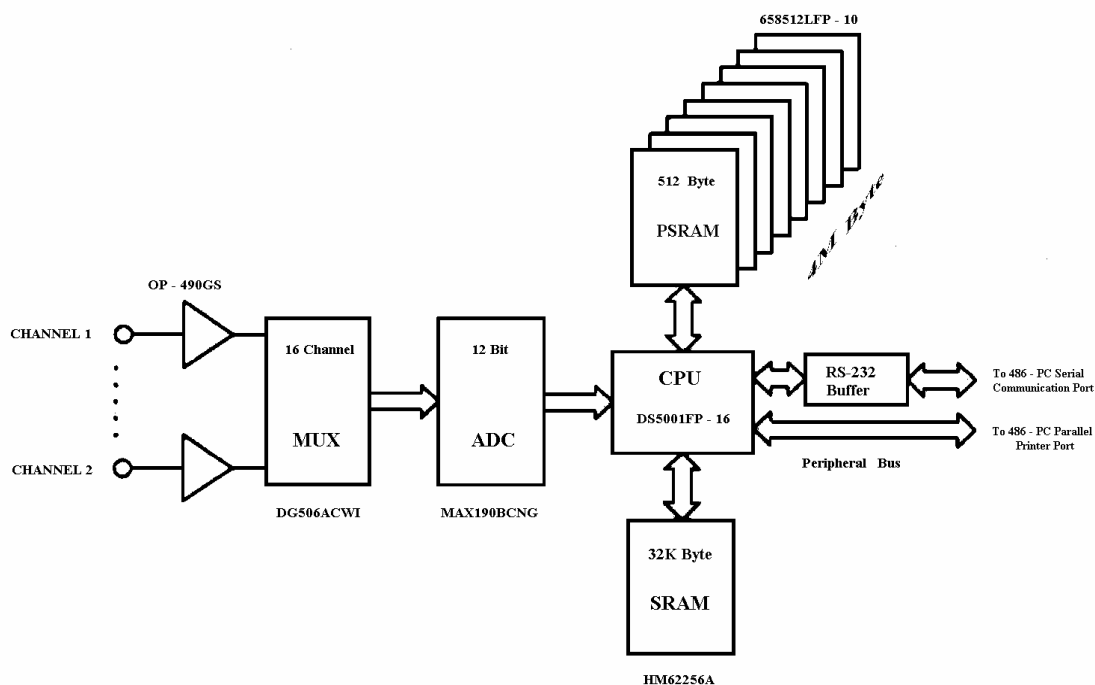 658512LFP - 10
512 Byte
PSRAM
4M Byte
OP - 490GS
CHANNEL 1
CHANNEL 2
16 Channel
MUX
DG506ACWI
12 Bit
ADC
MAX190BCNG
CPU
DS5001FP - 16
RS-232
Buffer
To 486 - PC Serial
Communication Port
To 486 - PC Parallel
Printer Port
Peripheral Bus
32K Byte
SRAM
HM62256A